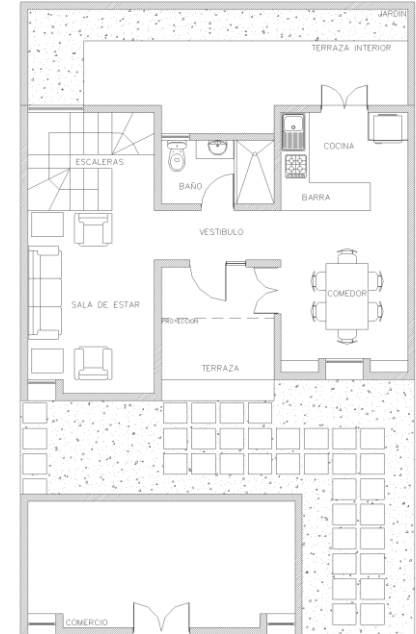 JARDIN
TERRAZA INTERIOR
ESCALERAS
COCINA
BAÑO
BARRA
VESTIBULO
COMEDOR
SALA DE ESTAR
PROYECCION
TERRAZA
COMERCIO